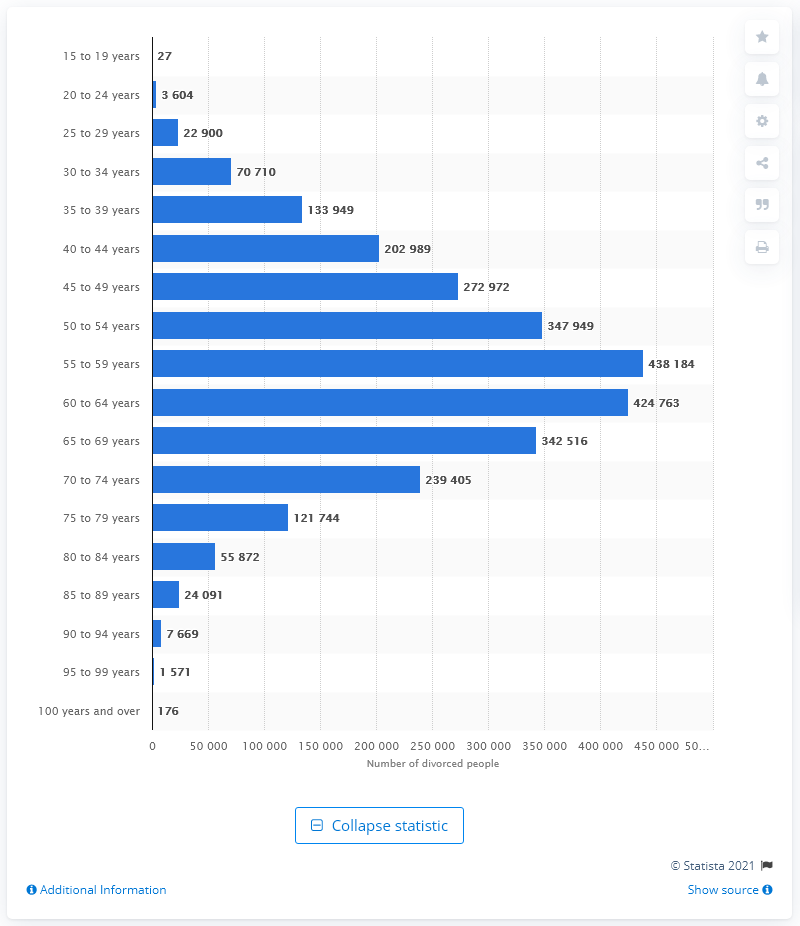 15 to 19 years 27
20 to 24 years 3 604
25 to 29 years 22 900
30 to 34 years 70 710
35 to 39 years 133 949
40 to 44 years 202 989
45 to 49 years 272 972
50 to 54 years 347 949
55 to 59 years 438 184
60 to 64 years 424 763
65 to 69 years 342 516
70 to 74 years 239 405
75 to 79 years 121 744
80 to 84 years 55 872
85 to 89 years 24 091
90 to 94 years 7 669
95 to 99 years 1 571
100 years and over 176
0 50 000 100 000 150 000 200 000 250 000 300 000 350 000 400 000 450 000 50...
Number of divorced people
Collapse statistic
© Statista 2021
Additional Information Show source